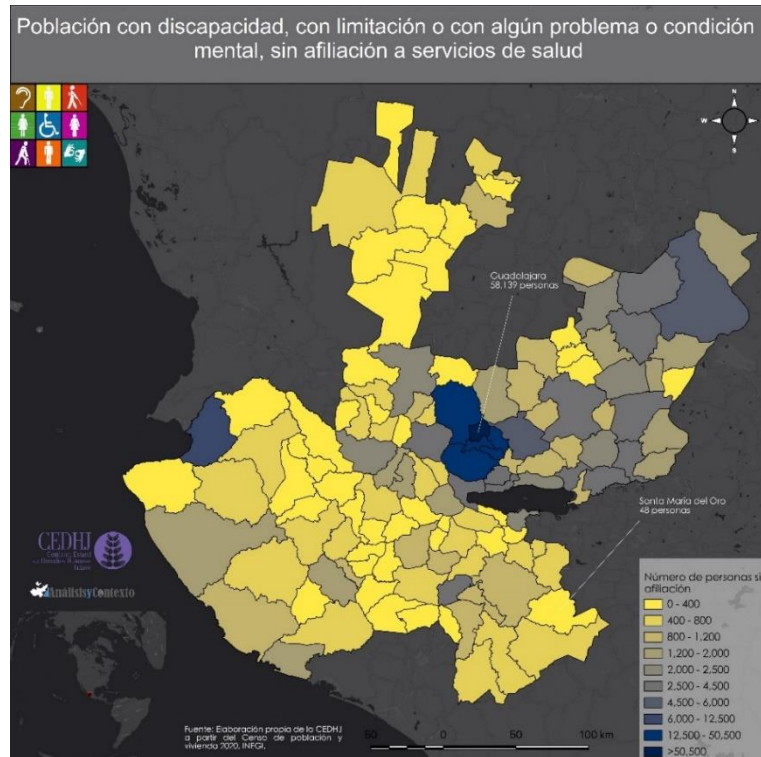 Población con discapacidad, con limitación o con algún problema o condición
mental, sin afiliación a servicios de salud
N
W
S
Guadalajara
58,139 personas
Santa María del Oro
48 personas
CEDHJ
AnálisisyContexto
Número de personas si
afiliación
0 - 400
400 - 800
800 - 1,200
1,200 - 2,000
2,000 - 2,500
2,500 - 4,500
4,500 - 6,000
6,000 - 12,500
12,500 - 50,500
>50,500
Fuente: Elaboración propia de la CEDHJ
a partir del Censo de población y
vivienda 2020, INEGI.
50 0 50 100 km